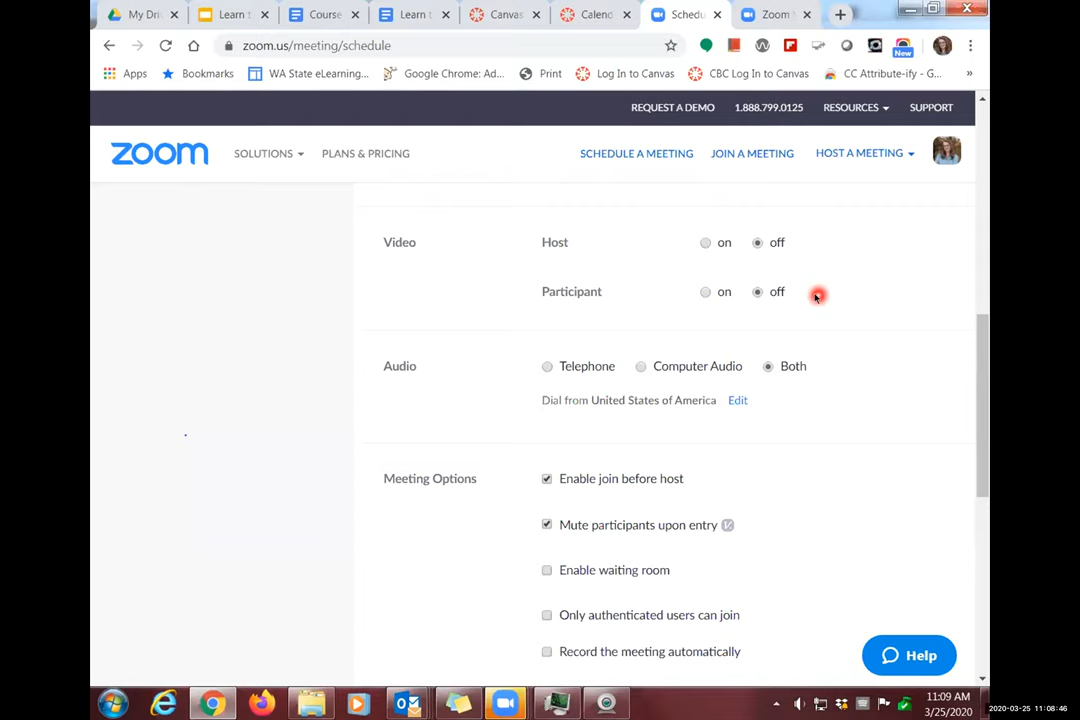 My Dri
Learn t
Course
Learn t
Canvas
Calend
Schedu
Zoom
zoom.us/meeting/schedule
New
Apps
Bookmarks
WA State eLearning...
Google Chrome: Ad...
Print
Log In to Canvas
CBC Log In to Canvas
CC Attribute-ify - G...
»
REQUEST A DEMO
1.888.799.0125
RESOURCES
SUPPORT
zoom
SOLUTIONS
PLANS & PRICING
SCHEDULE A MEETING
JOIN A MEETING
HOST A MEETING
Video
Host
on
off
Participant
on
off
Audio
Telephone
Computer Audio
Both
Dial from United States of America Edit
Meeting Options
Enable join before host
Mute participants upon entry
Enable waiting room
Only authenticated users can join
Record the meeting automatically
Help
11:09 AM
3/25/2020
2020-03-25 11:08:46